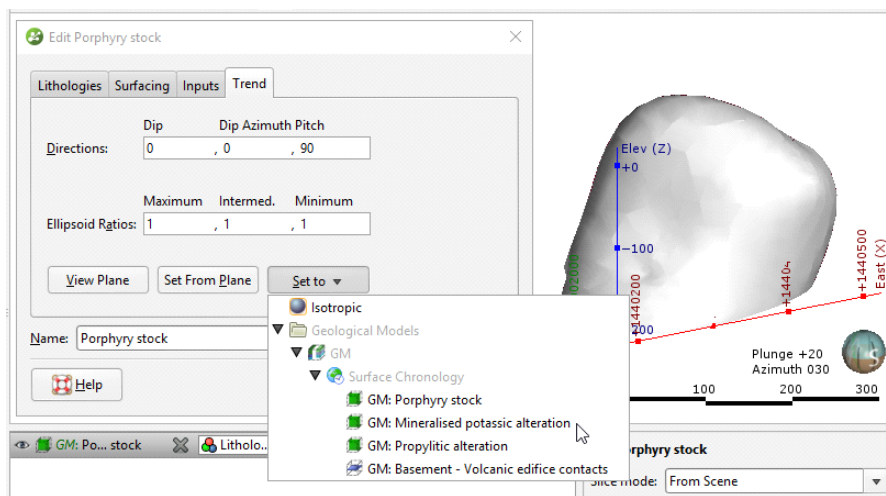 Edit Porphyry stock
Lithologies Surfacing Inputs Trend
Dip Dip Azimuth Pitch
Directions: 0 , 0 , 90
Maximum Intermed. Minimum
Ellipsoid Ratios: 1 , 1 , 1
View Plane Set From Plane Set to
Isotropic
Geological Models
GM
Surface Chronology
GM: Porphyry stock
GM: Mineralised potassic alteration
GM: Propylitic alteration
GM: Basement - Volcanic edifice contacts
Name: Porphyry stock
Help
GM: Po... stock Litholo...
Elev (Z)
+0
-100
200
+1440200
+14404
+1440500
East (X)
Plunge +20
Azimuth 030
S
100 200 300
rphyry stock
Slice mode: From Scene